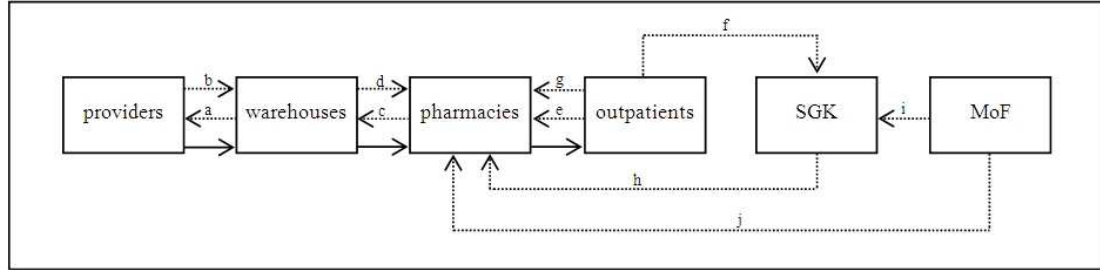 f
b
d
g
providers
a
warehouses
c
pharmacies
e
outpatients
SGK
i
MoF
h
j